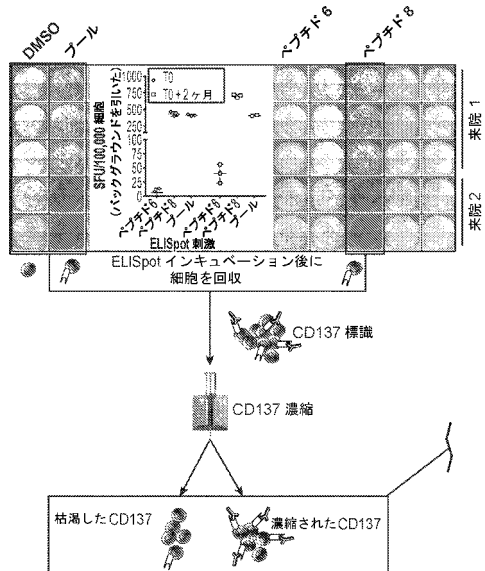 DMSO
プール
ペプチド6
ペプチド8
来院 1
来院 2
SFU/100,000 細胞
(バックグラウンドを引いた)
1000
750
500
250
100
75
50
25
0
T0
T0+2ヶ月
ペプチド6
ペプチド8
プール
ペプチド6
ペプチド8
プール
ELISpot 刺激
ELISpot インキュベーション後に
細胞を回収
CD137 標識
CD137 濃縮
枯渇したCD137
濃縮されたCD137